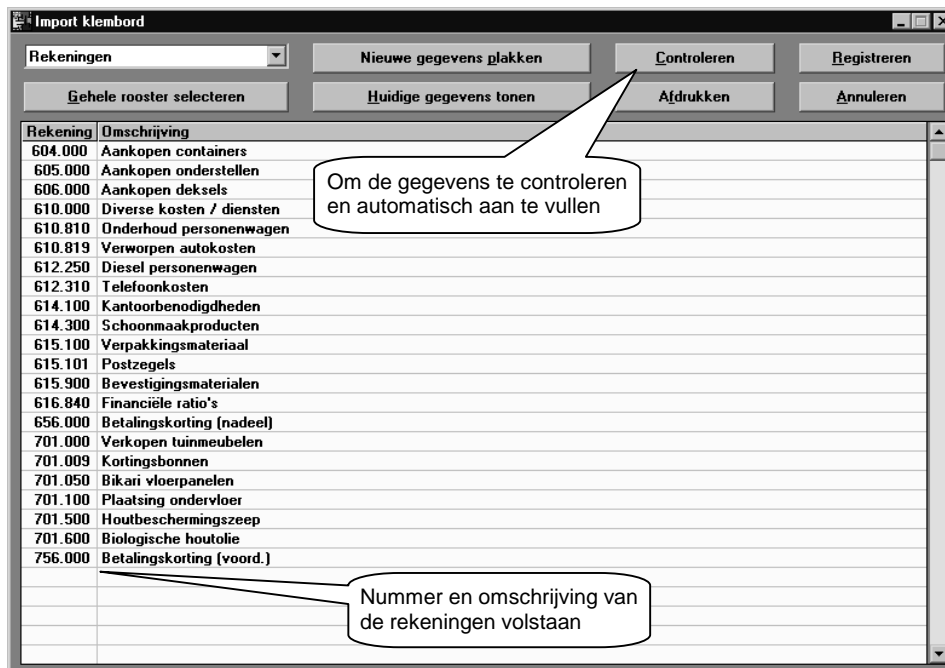 Import klembord
Rekeningen
Nieuwe gegevens plakken
Controleren
Registreren
Gehele rooster selecteren
Huidige gegevens tonen
Afdrukken
Annuleren
Rekening Omschrijving
604.000 Aankopen containers
605.000 Aankopen onderstellen
606.000 Aankopen deksels
610.000 Diverse kosten / diensten
610.810 Onderhoud personenwagen
610.819 Verworpen autokosten
612.250 Diesel personenwagen
612.310 Telefoonkosten
614.100 Kantoorbenodigdheden
614.300 Schoonmaakproducten
615.100 Verpakkingsmateriaal
615.101 Postzegels
615.900 Bevestigingsmaterialen
616.840 Financiële ratio's
656.000 Betalingskorting (nadeel)
701.000 Verkopen tuinmeubelen
701.009 Kortingsbonnen
701.050 Bikari vloerpanelen
701.100 Plaatsing ondervloer
701.500 Houtbeschermingszeep
701.600 Biologische houtolie
756.000 Betalingskorting (voord.)
Om de gegevens te controleren
en automatisch aan te vullen
Nummer en omschrijving van
de rekeningen volstaan